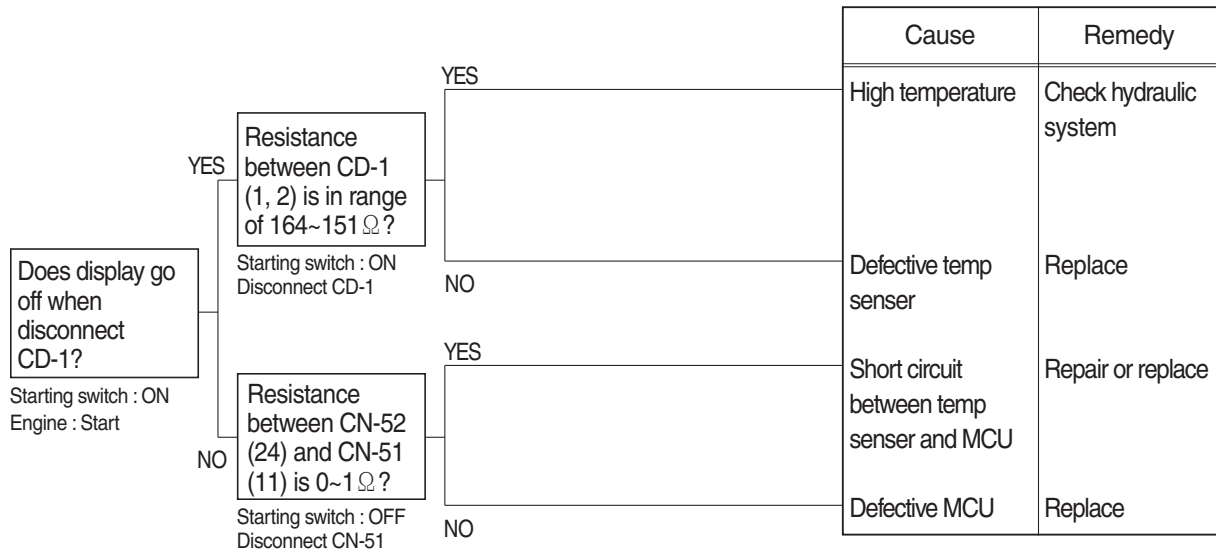 Does display go
off when
disconnect
CD-1?
Starting switch : ON
Engine : Start
YES
Resistance
between CD-1
(1, 2) is in range
of 164~151Ω?
Starting switch : ON
Disconnect CD-1
NO
Resistance
between CN-52
(24) and CN-51
(11) is 0~1Ω?
Starting switch : OFF
Disconnect CN-51
YES
NO
YES
NO
Cause Remedy
High temperature Check hydraulic
system
Defective temp Replace
senser
Short circuit Repair or replace
between temp
senser and MCU
Defective MCU Replace